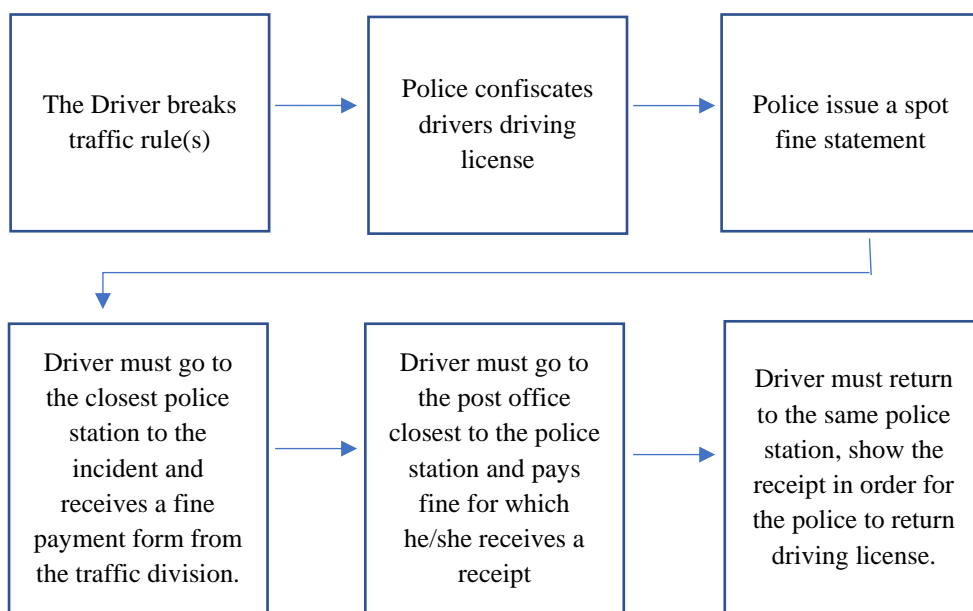 The Driver breaks
traffic rule(s)
Police confiscates
drivers driving
license
Police issue a spot
fine statement
Driver must go to
the closest police
station to the
incident and
receives a fine
payment form from
the traffic division.
Driver must go to
the post office
closest to the police
station and pays
fine for which
he/she receives a
receipt
Driver must return
to the same police
station, show the
receipt in order for
the police to return
driving license.